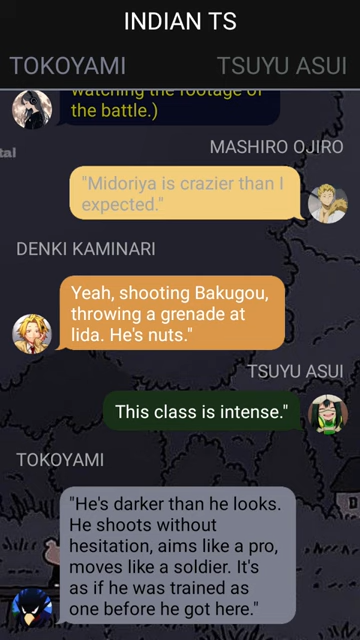 INDIAN TS
TOKOYAMI
TSUYU ASUI
watching the footage of
the battle.)
tal
MASHIRO OJIRO
"Midoriya is crazier than I
expected."
DENKI KAMINARI
Yeah, shooting Bakugou,
throwing a grenade at
Iida. He's nuts."
TSUYU ASUI
This class is intense."
TOKOYAMI
"He's darker than he looks.
He shoots without
hesitation, aims like a pro,
moves like a soldier. It's
as if he was trained as
one before he got here."